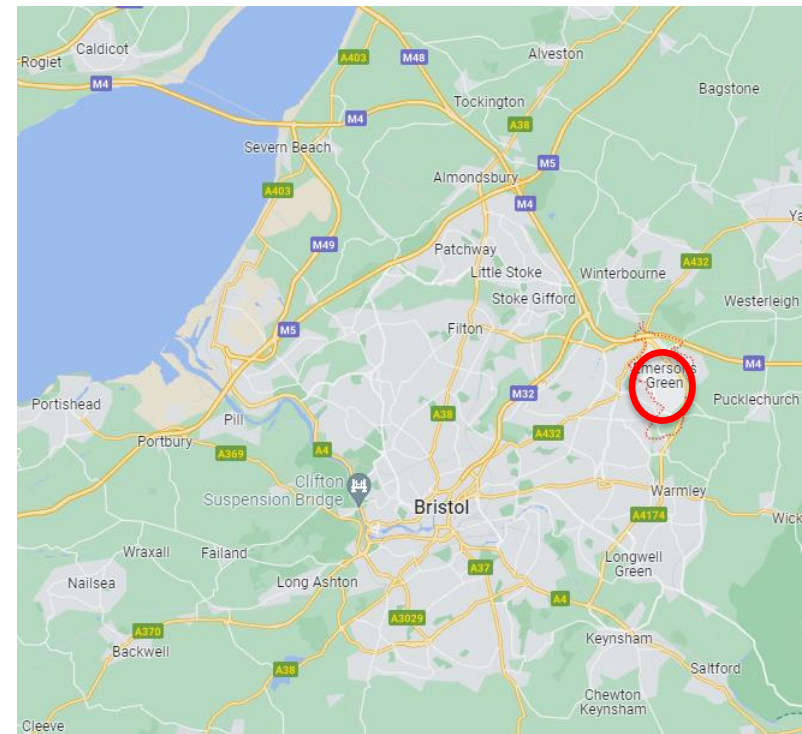 Caldicot
Rogiet
M4
A403
M48
Alveston
Bagstone
Tockington
M4
A38
Severn Beach
M5
Almondsbury
A403
M4
M49
Patchway
Little Stoke
Winterbourne
A432
Stoke Gifford
Westerleigh
M5
Filton
M4
Emersons
Green
M32
Pucklechurch
Portishead
Pill
A38
A432
Portbury
A369
A4
Clifton
Suspension Bridge
Bristol
Warmley
A4174
Wick
Wraxall
Failand
Longwell
Green
Nailsea
Long Ashton
A37
A4
A3029
A370
Backwell
Keynsham
A38
Saltford
Chewton
Keynsham
Cleeve